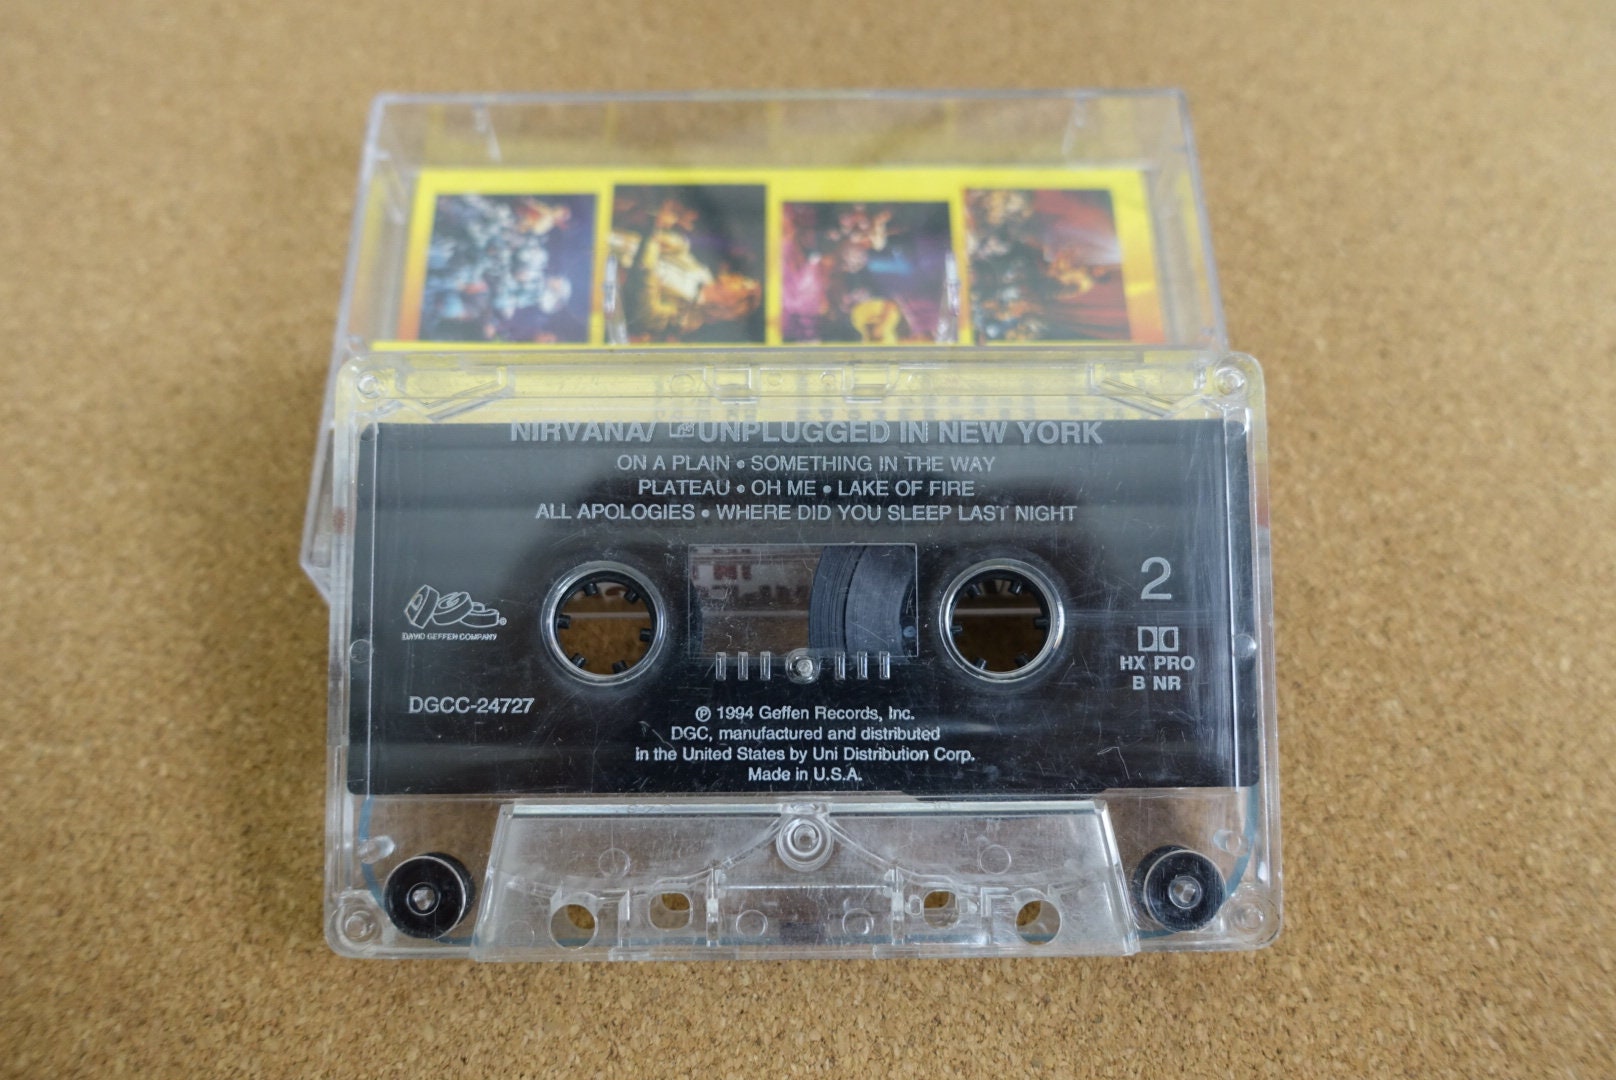 NIRVANA/ UNPLUGGED IN NEW YORK
ON A PLAIN • SOMETHING IN THE WAY
PLATEAU • OH ME • LAKE OF FIRE
ALL APOLOGIES • WHERE DID YOU SLEEP LAST NIGHT
2
DGC®
DAVID GEFFEN COMPANY
HX PRO
B NR
DGCC-24727
℗ 1994 Geffen Records, Inc.
DGC, manufactured and distributed
in the United States by Uni Distribution Corp.
Made in U.S.A.